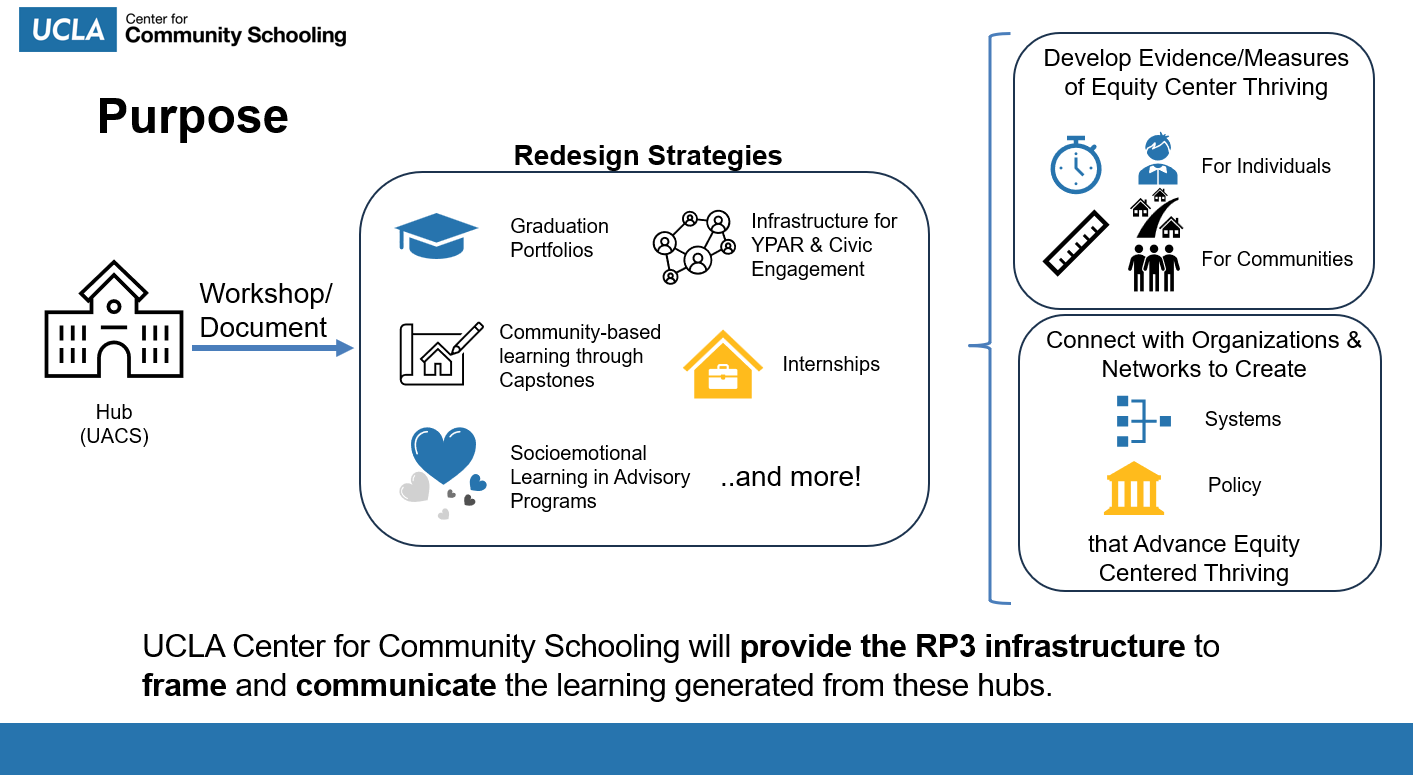 UCLA
Center for
Community Schooling
Purpose
Workshop/
Document
Hub
(UACS)
Redesign Strategies
Graduation
Portfolios
Infrastructure for
YPAR & Civic
Engagement
Community-based
learning through
Capstones
Internships
Socioemotional
Learning in Advisory
Programs
..and more!
Develop Evidence/Measures
of Equity Center Thriving
For Individuals
For Communities
Connect with Organizations &
Networks to Create
Systems
Policy
that Advance Equity
Centered Thriving
UCLA Center for Community Schooling will provide the RP3 infrastructure to
frame and communicate the learning generated from these hubs.